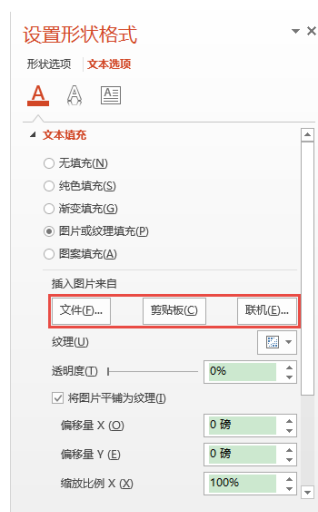 设置形状格式
形状选项 文本选项
A A A
文本填充
无填充(N)
纯色填充(S)
渐变填充(G)
图片或纹理填充(P)
图案填充(A)
插入图片来自
文件(F)... 剪贴板(C) 联机(E)...
纹理(U)
透明度(T) 0%
将图片平铺为纹理(I)
偏移量 X (O) 0 磅
偏移量 Y (E) 0 磅
缩放比例 X (X) 100%